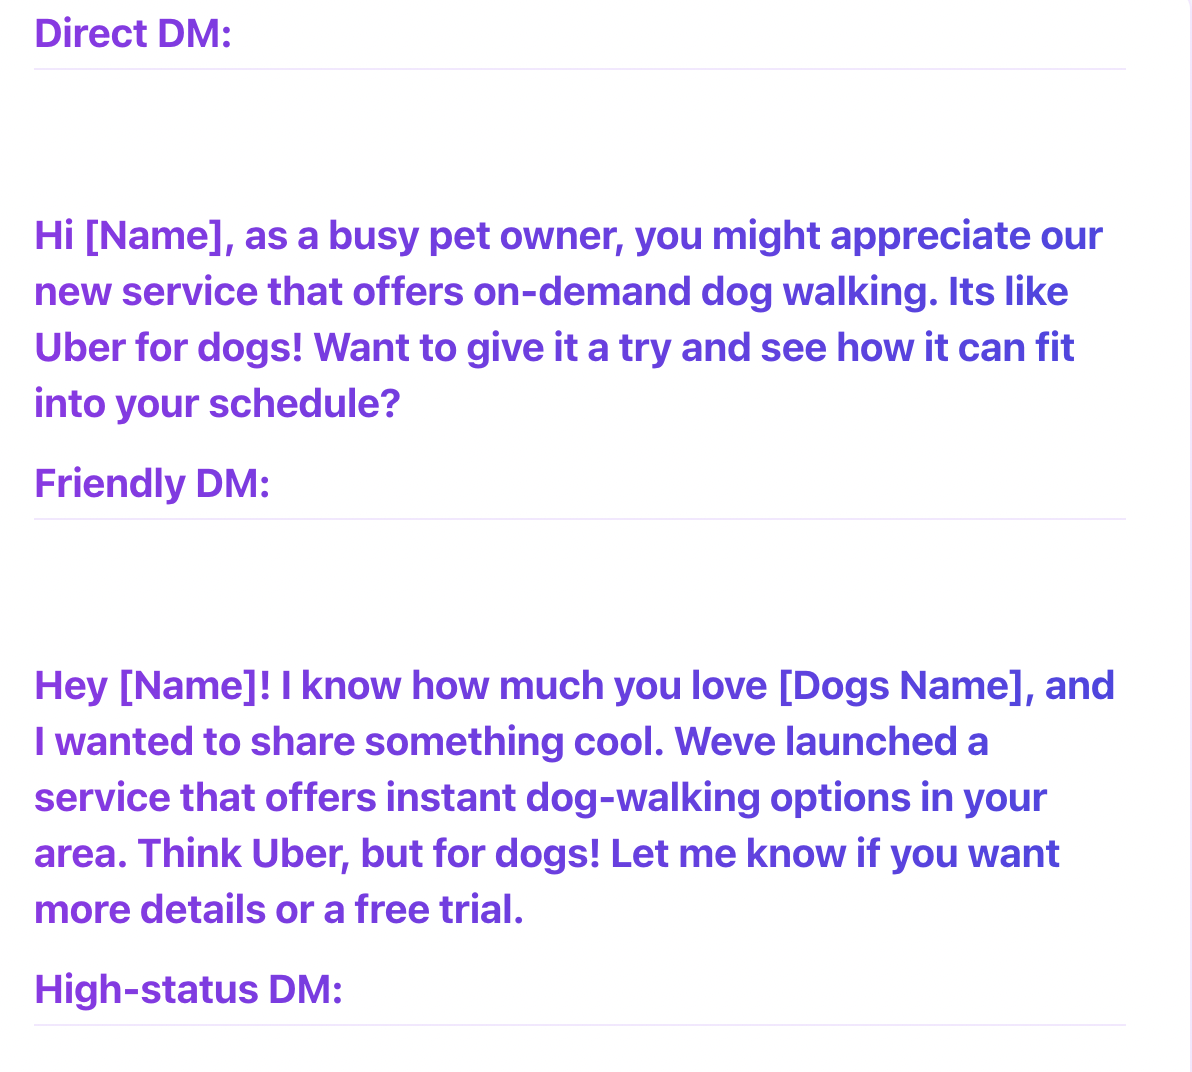 Direct DM:
Hi [Name], as a busy pet owner, you might appreciate our
new service that offers on-demand dog walking. Its like
Uber for dogs! Want to give it a try and see how it can fit
into your schedule?
Friendly DM:
Hey [Name]! I know how much you love [Dogs Name], and
I wanted to share something cool. Weve launched a
service that offers instant dog-walking options in your
area. Think Uber, but for dogs! Let me know if you want
more details or a free trial.
High-status DM: